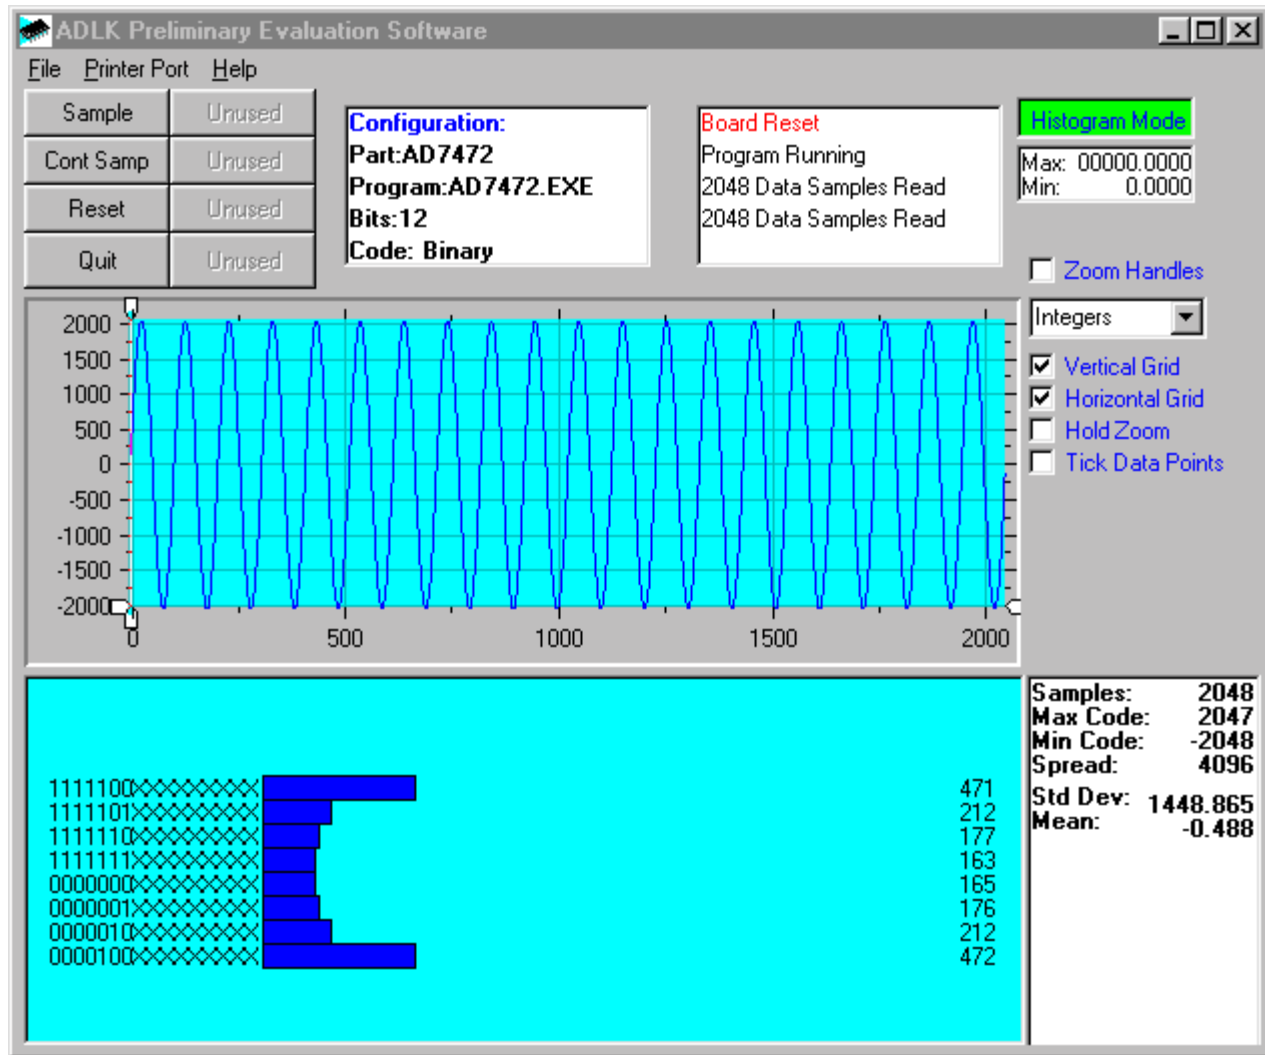 ADLK Preliminary Evaluation Software
File Printer Port Help
Sample Unused
Cont Samp Unused
Reset Unused
Quit Unused
Configuration:
Part:AD7472
Program:AD7472.EXE
Bits:12
Code: Binary
Board Reset
Program Running
2048 Data Samples Read
2048 Data Samples Read
Histogram Mode
Max: 00000.0000
Min: 0.0000
Zoom Handles
Integers
Vertical Grid
Horizontal Grid
Hold Zoom
Tick Data Points
2000
1500
1000
500
0
-500
-1000
-1500
-2000
0 500 1000 1500 2000
1111100XXXXXXXXX 471
1111101XXXXXXXXX 212
1111110XXXXXXXXX 177
1111111XXXXXXXXX 163
0000000XXXXXXXXX 165
0000001XXXXXXXXX 176
0000010XXXXXXXXX 212
0000100XXXXXXXXX 472
Samples: 2048
Max Code: 2047
Min Code: -2048
Spread: 4096
Std Dev: 1448.865
Mean: -0.488